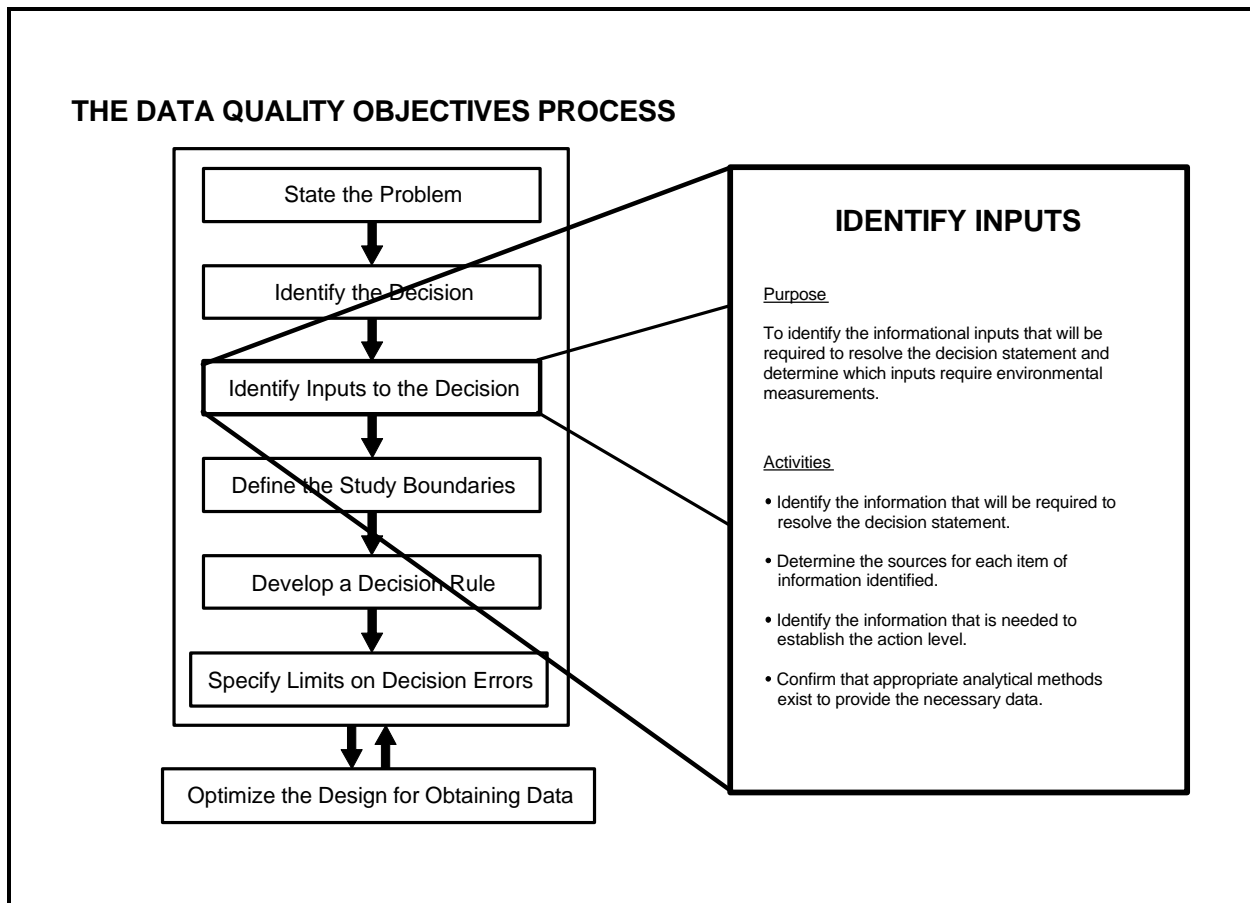 THE DATA QUALITY OBJECTIVES PROCESS
State the Problem
Identify the Decision
Identify Inputs to the Decision
Define the Study Boundaries
Develop a Decision Rule
Specify Limits on Decision Errors
Optimize the Design for Obtaining Data
IDENTIFY INPUTS
Purpose
To identify the informational inputs that will be
required to resolve the decision statement and
determine which inputs require environmental
measurements.
Activities
• Identify the information that will be required to
resolve the decision statement.
• Determine the sources for each item of
information identified.
• Identify the information that is needed to
establish the action level.
• Confirm that appropriate analytical methods
exist to provide the necessary data.